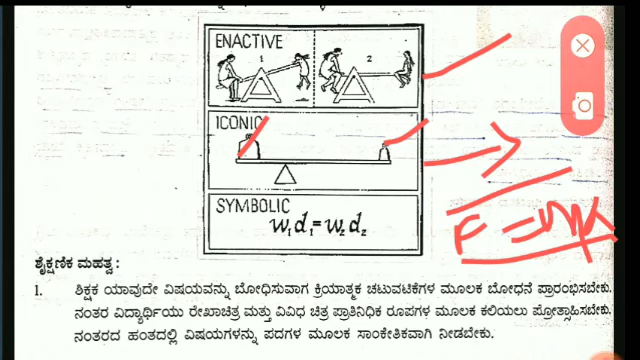 ENACTIVE
1 2
ICONIC
SYMBOLIC
w₁d₁=w₂d₂
ಶೈಕ್ಷಣಿಕ ಮಹತ್ವ :
1. ಶಿಕ್ಷಕ ಯಾವುದೇ ವಿಷಯವನ್ನು ಬೋಧಿಸುವಾಗ ಕ್ರಿಯಾತ್ಮಕ ಚಟುವಟಿಕೆಗಳ ಮೂಲಕ ಬೋಧನೆ ಪ್ರಾರಂಭಿಸಬೇಕು.
ನಂತರ ವಿದ್ಯಾರ್ಥಿಯು ರೇಖಾಚಿತ್ರ ಮತ್ತು ವಿವಿಧ ಚಿತ್ರ ಪ್ರಾತಿನಿಧಿಕ ರೂಪಗಳ ಮೂಲಕ ಕಲಿಯಲು ಪ್ರೋತ್ಸಾಹಿಸಬೇಕು.
ನಂತರದ ಹಂತದಲ್ಲಿ ವಿಷಯಗಳನ್ನು ಪದಗಳ ಮೂಲಕ ಸಾಂಕೇತಿಕವಾಗಿ ನೀಡಬೇಕು.